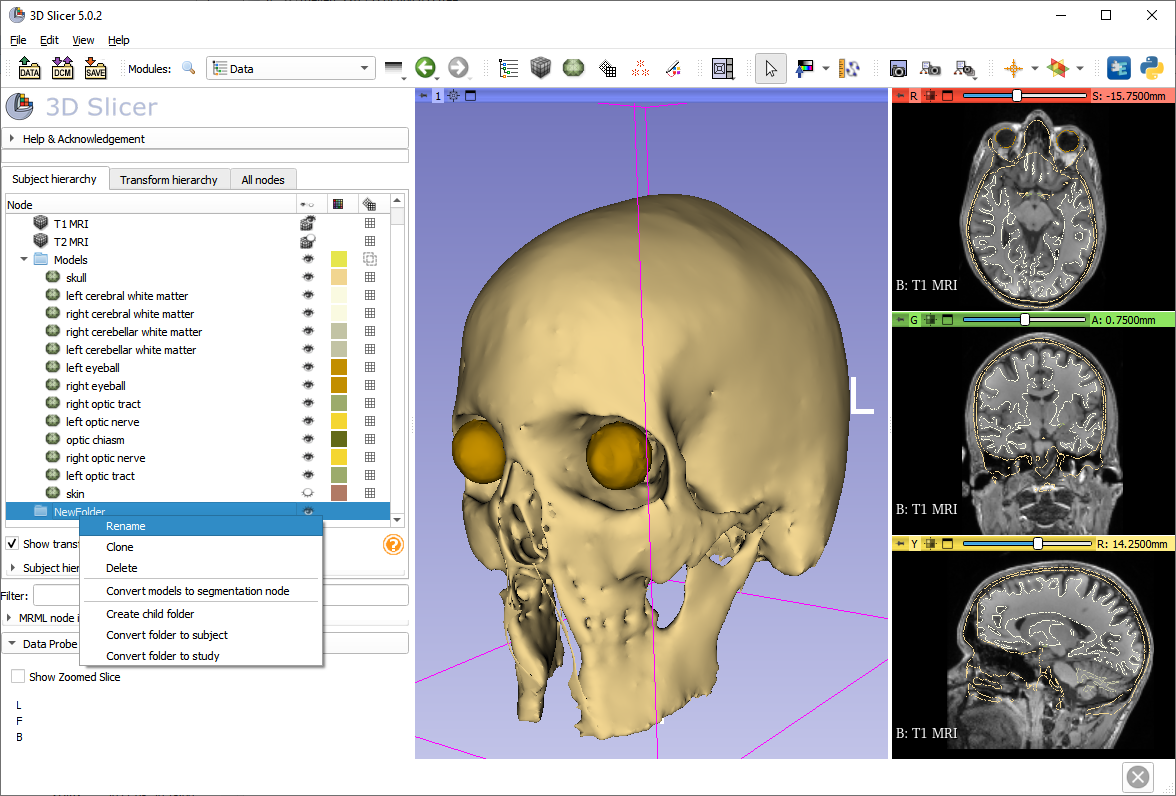 3D Slicer 5.0.2
File Edit View Help
DATA DCM SAVE Modules: Data
3D Slicer
Help & Acknowledgement
Subject hierarchy Transform hierarchy All nodes
Node
T1 MRI
T2 MRI
Models
skull
left cerebral white matter
right cerebral white matter
right cerebellar white matter
left cerebellar white matter
left eyeball
right eyeball
right optic tract
left optic nerve
optic chiasm
right optic nerve
left optic tract
skin
NewFolder
Rename
Clone
Delete
Convert models to segmentation node
Create child folder
Convert folder to subject
Convert folder to study
Show transf
Subject hier
Filter:
MRML node i
Data Probe
Show Zoomed Slice
L
F
B
1
L
R S: -15.7500mm
B: T1 MRI
G A: 0.7500mm
B: T1 MRI
Y R: 14.2500mm
B: T1 MRI